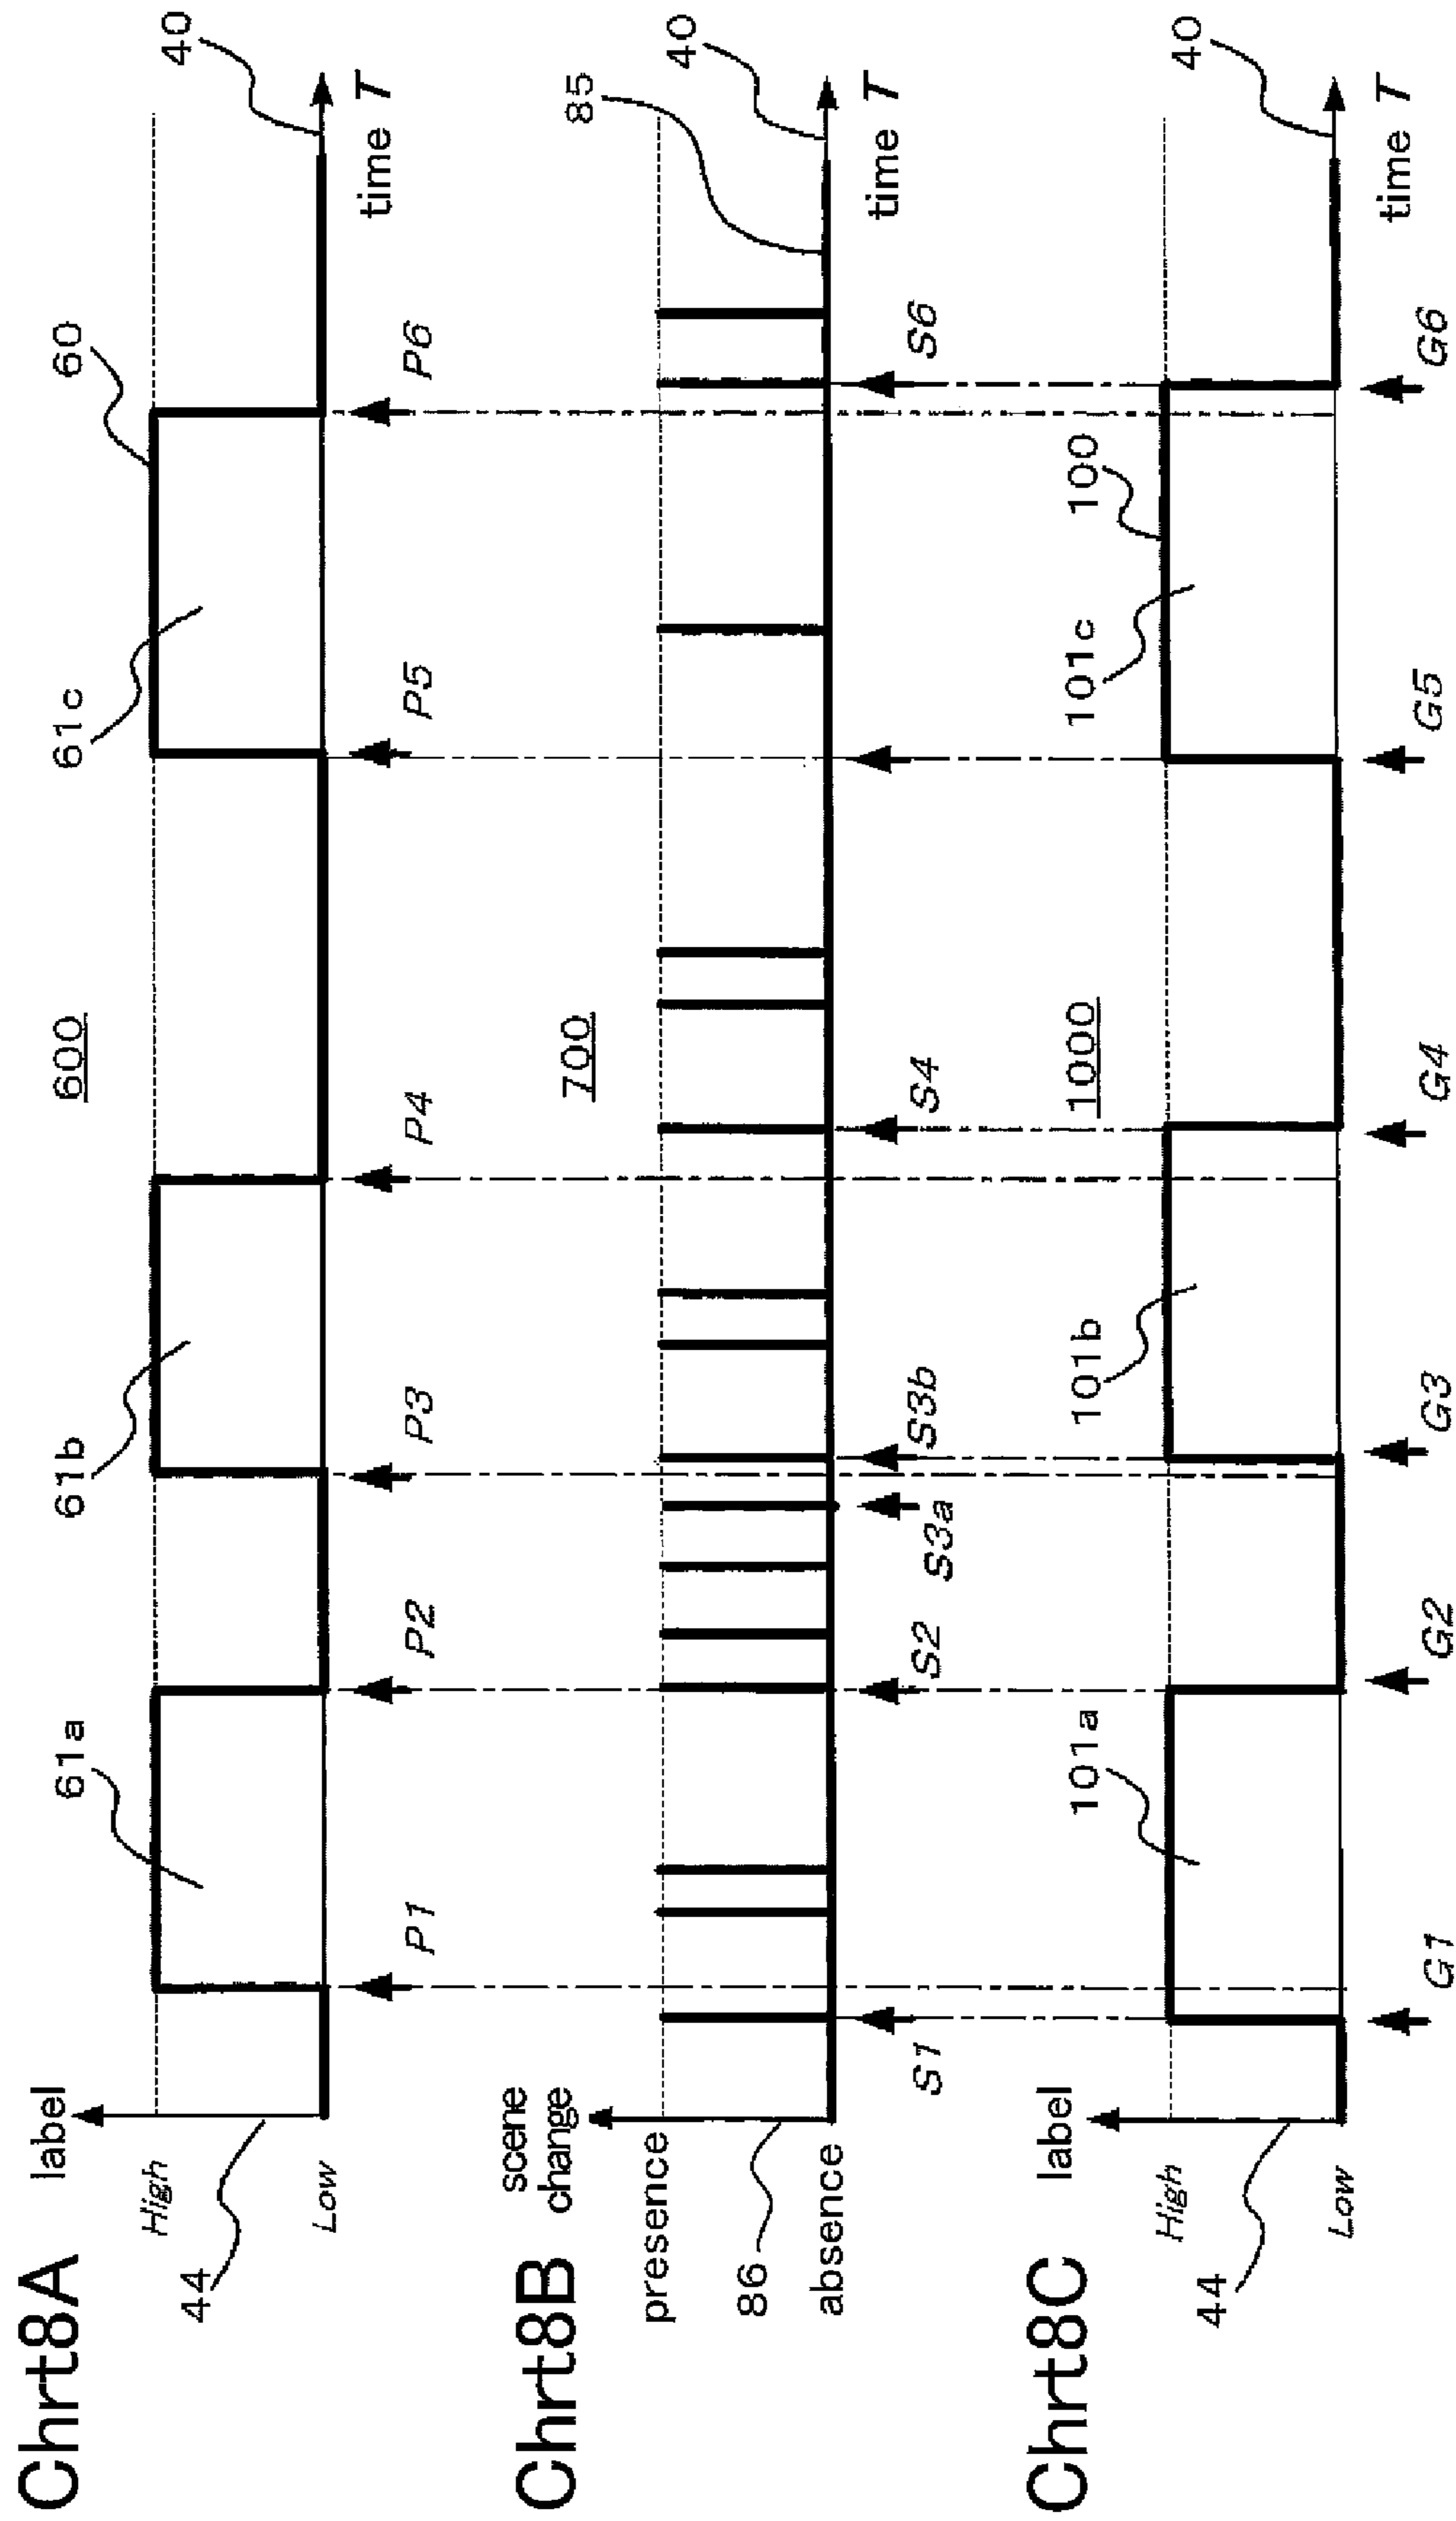 Chrt8A
label
High
Low
44
600
61a
61b
61c
60
40
time T
P1
P2
P3
P4
P5
P6
Chrt8B
scene
change
presence
absence
86
700
85
40
time T
S1
S2
S3a
S3b
S4
S6
Chrt8C
label
High
Low
44
1000
101a
101b
101c
100
40
time T
G1
G2
G3
G4
G5
G6